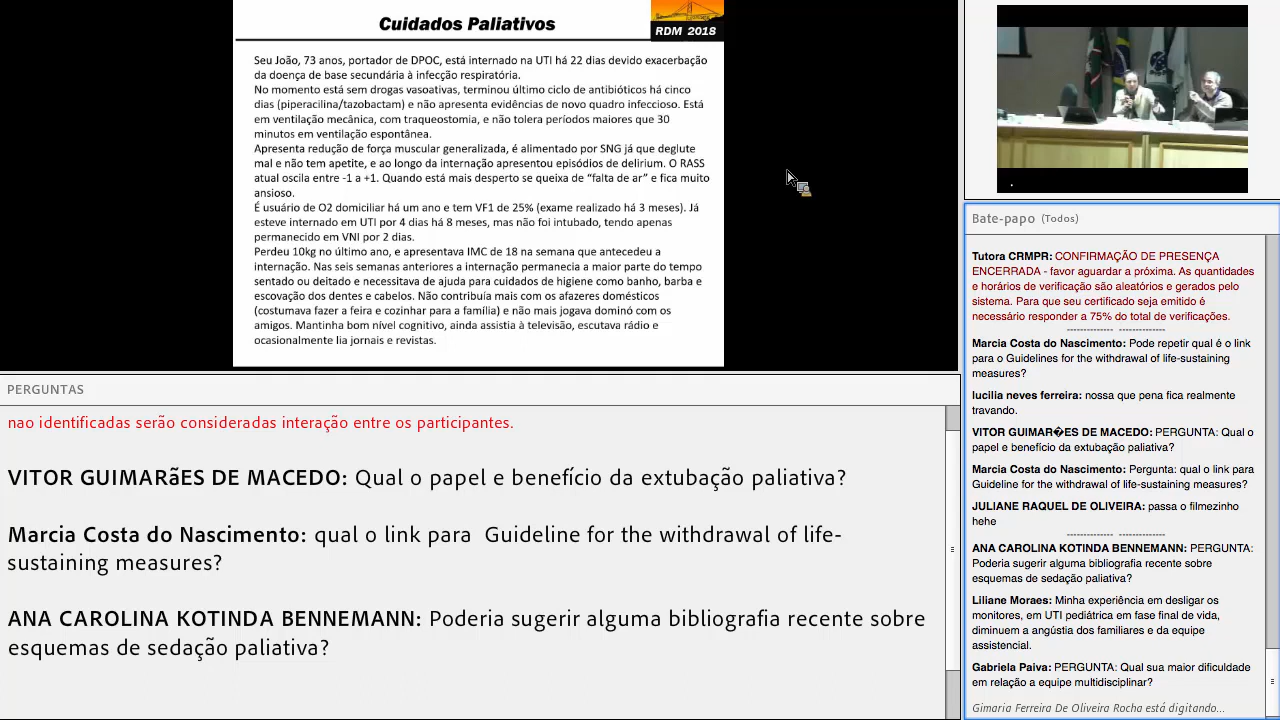 Cuidados Paliativos
RDM 2018
Seu João, 73 anos, portador de DPOC, está internado na UTI há 22 dias devido exacerbação
da doença de base secundária à infecção respiratória.
No momento está sem drogas vasoativas, terminou último ciclo de antibióticos há cinco
dias (piperacilina/tazobactam) e não apresenta evidências de novo quadro infeccioso. Está
em ventilação mecânica, com traqueostomia, e não tolera períodos maiores que 30
minutos em ventilação espontânea.
Apresenta redução de força muscular generalizada, é alimentado por SNG já que deglute
mal e não tem apetite, e ao longo da internação apresentou episódios de delirium. O RASS
atual oscila entre -1 a +1. Quando está mais desperto se queixa de “falta de ar” e fica muito
ansioso.
É usuário de O2 domiciliar há um ano e tem VF1 de 25% (exame realizado há 3 meses). Já
esteve internado em UTI por 4 dias há 8 meses, mas não foi intubado, tendo apenas
permanecido em VNI por 2 dias.
Perdeu 10kg no último ano, e apresentava IMC de 18 na semana que antecedeu a
internação. Nas seis semanas anteriores a internação permanecia a maior parte do tempo
sentado ou deitado e necessitava de ajuda para cuidados de higiene como banho, barba e
escovação dos dentes e cabelos. Não contribuía mais com os afazeres domésticos
(costumava fazer a feira e cozinhar para a família) e não mais jogava dominó com os
amigos. Mantinha bom nível cognitivo, ainda assistia à televisão, escutava rádio e
ocasionalmente lia jornais e revistas.
PERGUNTAS
nao identificadas serão consideradas interação entre os participantes.
VITOR GUIMARãES DE MACEDO: Qual o papel e benefício da extubação paliativa?
Marcia Costa do Nascimento: qual o link para  Guideline for the withdrawal of life-
sustaining measures?
ANA CAROLINA KOTINDA BENNEMANN: Poderia sugerir alguma bibliografia recente sobre
esquemas de sedação paliativa?
Bate-papo (Todos)
Tutora CRMPR: CONFIRMAÇÃO DE PRESENÇA
ENCERRADA - favor aguardar a próxima. As quantidades
e horários de verificação são aleatórios e gerados pelo
sistema. Para que seu certificado seja emitido é
necessário responder a 75% do total de verificações.
-------------- --------------
Marcia Costa do Nascimento: Pode repetir qual é o link
para o Guidelines for the withdrawal of life-sustaining
measures?
lucilia neves ferreira: nossa que pena fica realmente
travando.
VITOR GUIMAR�ES DE MACEDO: PERGUNTA: Qual o
papel e benefício da extubação paliativa?
Marcia Costa do Nascimento: Pergunta: qual o link para
Guideline for the withdrawal of life-sustaining measures?
JULIANE RAQUEL DE OLIVEIRA: passa o filmezinho
hehe
-------------- --------------
ANA CAROLINA KOTINDA BENNEMANN: PERGUNTA:
Poderia sugerir alguma bibliografia recente sobre
esquemas de sedação paliativa?
Liliane Moraes: Minha experiência em desligar os
monitores, em UTI pediátrica em fase final de vida,
diminuem a angústia dos familiares e da equipe
assistencial.
Gabriela Paiva: PERGUNTA: Qual sua maior dificuldade
em relação a equipe multidisciplinar?
Gimaria Ferreira De Oliveira Rocha está digitando...